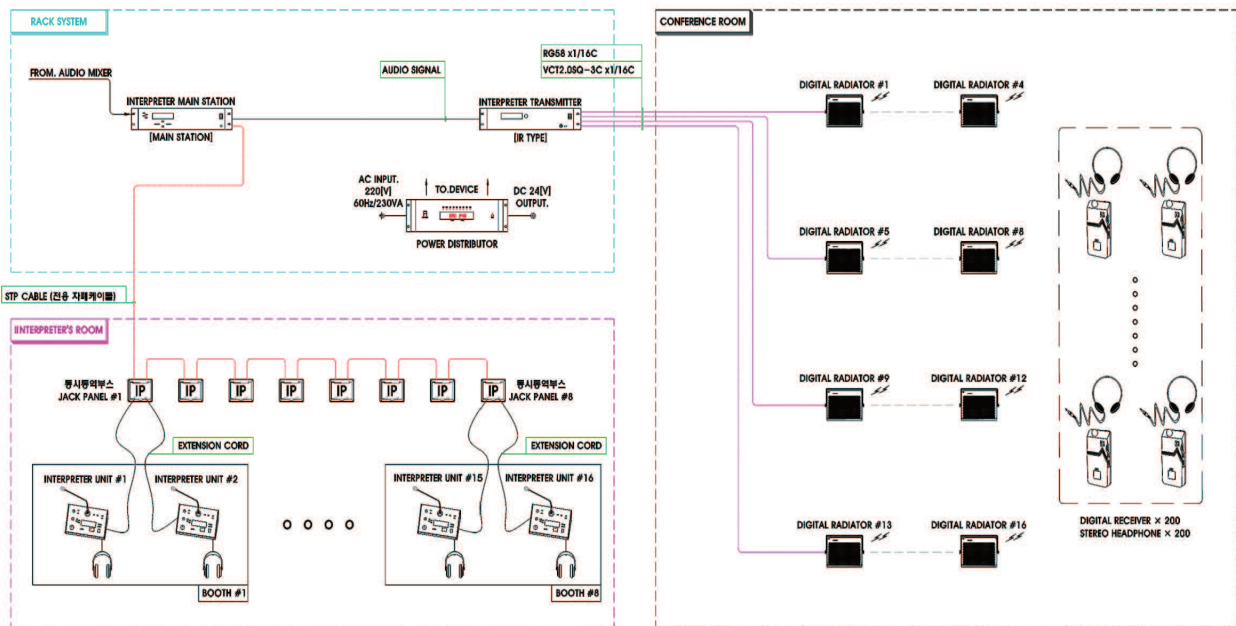 RACK SYSTEM
FROM. AUDIO MIXER
INTERPRETER MAIN STATION
[MAIN STATION]
AUDIO SIGNAL
RG58 x1/16C
VCT2.0SQ-3C x1/16C
INTERPRETER TRANSMITTER
[IR TYPE]
AC INPUT.
220[V]
60Hz/230VA
TO.DEVICE
DC 24[V]
OUTPUT.
POWER DISTRIBUTOR
STP CABLE (전용 자폐케이블)
IINTERPRETER'S ROOM
동시통역부스
JACK PANEL #1
IP
IP
IP
IP
IP
IP
IP
IP
동시통역부스
JACK PANEL #8
EXTENSION CORD
EXTENSION CORD
INTERPRETER UNIT #1
INTERPRETER UNIT #2
BOOTH #1
INTERPRETER UNIT #15
INTERPRETER UNIT #16
BOOTH #8
CONFERENCE ROOM
DIGITAL RADIATOR #1
DIGITAL RADIATOR #4
DIGITAL RADIATOR #5
DIGITAL RADIATOR #8
DIGITAL RADIATOR #9
DIGITAL RADIATOR #12
DIGITAL RADIATOR #13
DIGITAL RADIATOR #16
DIGITAL RECEIVER × 200
STEREO HEADPHONE × 200